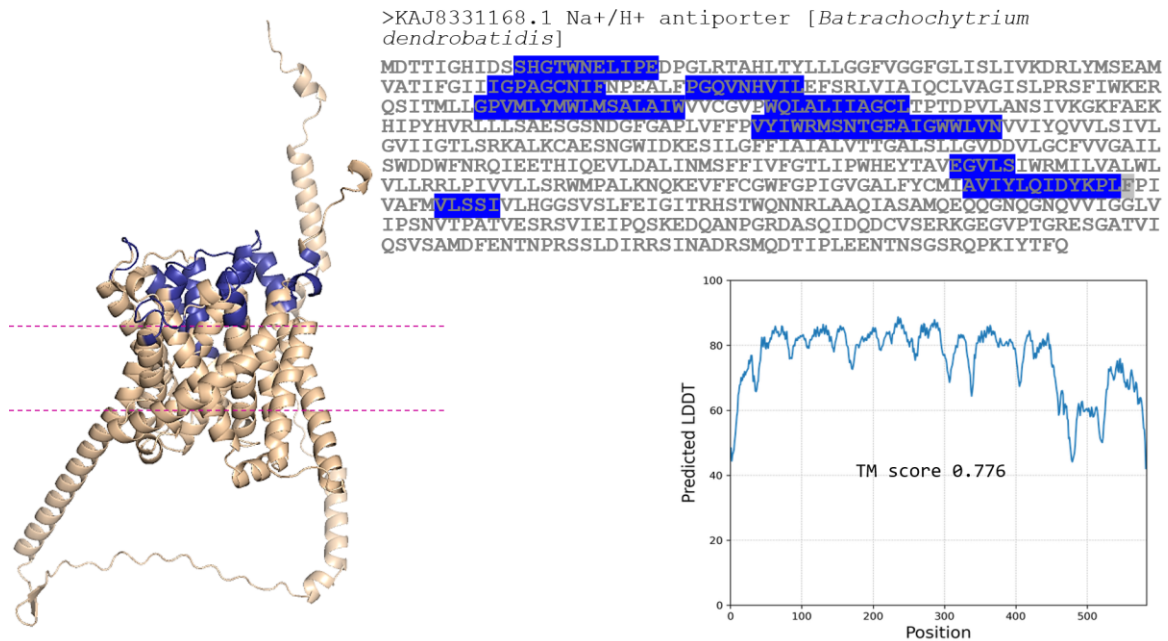 >KAJ8331168.1 Na+/H+ antiporter [Batrachochytrium
dendrobatidis]
MDTTIGHIDSSHGTWNELIPEDPGLRTAHLTYLLLGGFVGGFGLISLIVKDRLYMSEAM
VATIFGIIIGPAGCNIFNPEALFPGQVNHVILEFSRLVIAIQCLVAGISLPRSFIWKER
QSITMLLGPVMLYMWLMSALAIWVVCGVPWQLALIIAGCLTPTDPVLANSIVKGKFAEK
HIPYHVRLLLSAESGSNDGFGAPLVFFPVYIWRMSNTGEAIGWWLVNVVIYQVVLSIVL
GVIIGTLSRKALKCAESNGWIDKESILGFFIAIALVTTGALSLLGVDDVLGCFVVGAIL
SWDDWFNRQIEETHIQEVLDALINMSFFIVFGTLIPWHEYTAVEGVLSIWRMILVALWL
VLLRRLPIVVLLSRWMPALKNQKEVFFCGWFGPIGVGALFYCMIAVIYLQIDYKPLFPI
VAFMVLSSIVLHGGSVSLFEIGITRHSTWQNNRLAAQIASAMQEQQGNQGNQVVIGGLV
IPSNVTPATVESRSVIEIPQSKEDQANPGRDASQIDQDCVSERKGEGVPTGRESGATVI
QSVSAMDFENTNPRSSLDIRRSINADRSMQDTIPLEENTNSGSRQPKIYTFQ
100
80
60
40
20
0
Predicted LDDT
TM score 0.776
0 100 200 300 400 500
Position